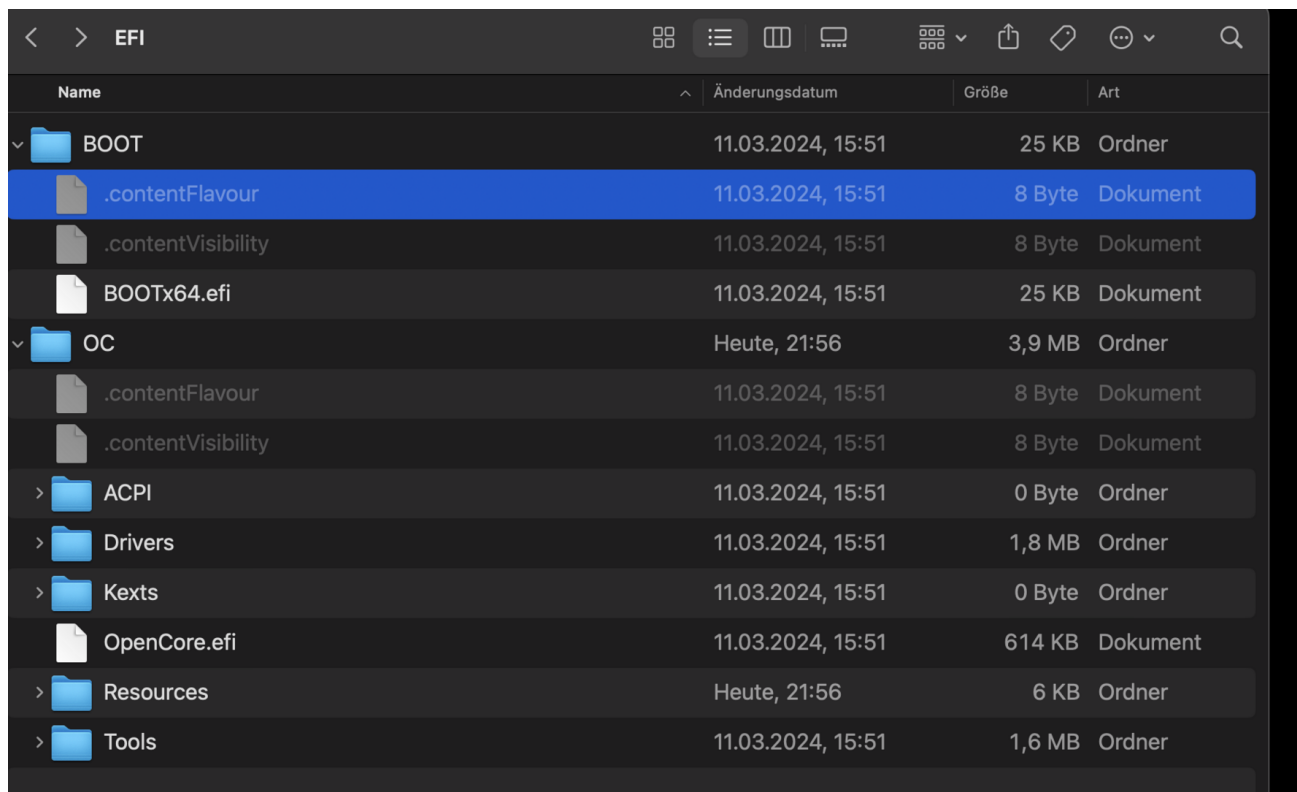 EFI
Name Änderungsdatum Größe Art
BOOT 11.03.2024, 15:51 25 KB Ordner
.contentFlavour 11.03.2024, 15:51 8 Byte Dokument
.contentVisibility 11.03.2024, 15:51 8 Byte Dokument
BOOTx64.efi 11.03.2024, 15:51 25 KB Dokument
OC Heute, 21:56 3,9 MB Ordner
.contentFlavour 11.03.2024, 15:51 8 Byte Dokument
.contentVisibility 11.03.2024, 15:51 8 Byte Dokument
ACPI 11.03.2024, 15:51 0 Byte Ordner
Drivers 11.03.2024, 15:51 1,8 MB Ordner
Kexts 11.03.2024, 15:51 0 Byte Ordner
OpenCore.efi 11.03.2024, 15:51 614 KB Dokument
Resources Heute, 21:56 6 KB Ordner
Tools 11.03.2024, 15:51 1,6 MB Ordner